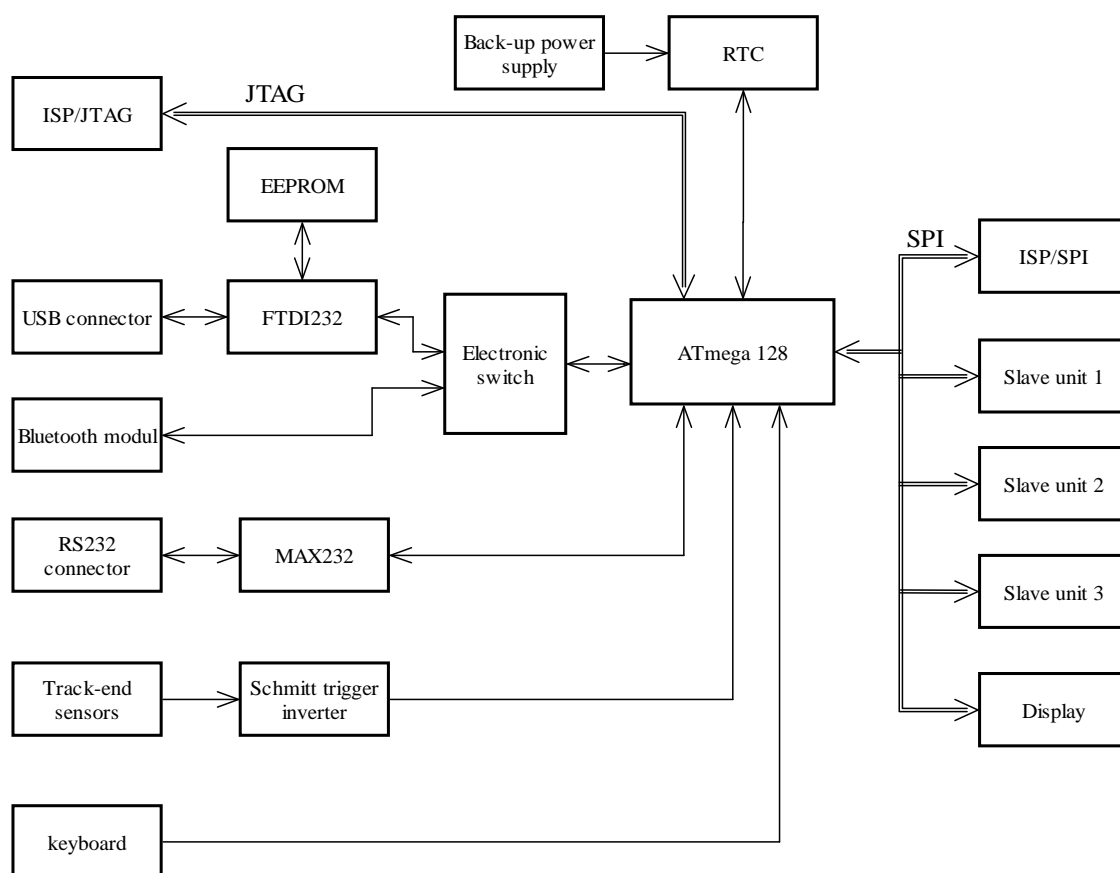 Back-up power
supply
RTC
JTAG
ISP/JTAG
EEPROM
SPI
ISP/SPI
USB connector
FTDI232
Electronic
switch
ATmega 128
Slave unit 1
Bluetooth modul
Slave unit 2
RS232
connector
MAX232
Slave unit 3
Track-end
sensors
Schmitt trigger
inverter
Display
keyboard